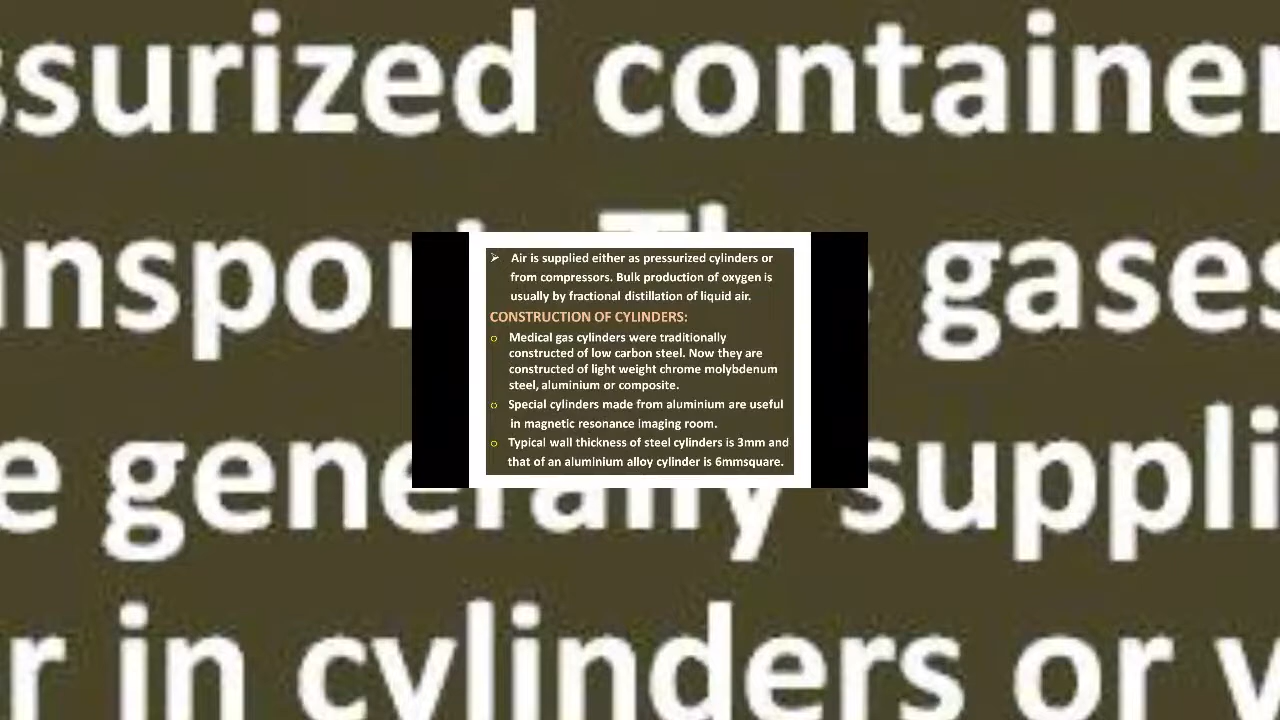 ssurized container
nspor
gases
e generally suppli
r in cylinders or
➢ Air is supplied either as pressurized cylinders or
from compressors. Bulk production of oxygen is
usually by fractional distillation of liquid air.
CONSTRUCTION OF CYLINDERS:
o Medical gas cylinders were traditionally
constructed of low carbon steel. Now they are
constructed of light weight chrome molybdenum
steel, aluminium or composite.
o Special cylinders made from aluminium are useful
in magnetic resonance imaging room.
o Typical wall thickness of steel cylinders is 3mm and
that of an aluminium alloy cylinder is 6mmsquare.